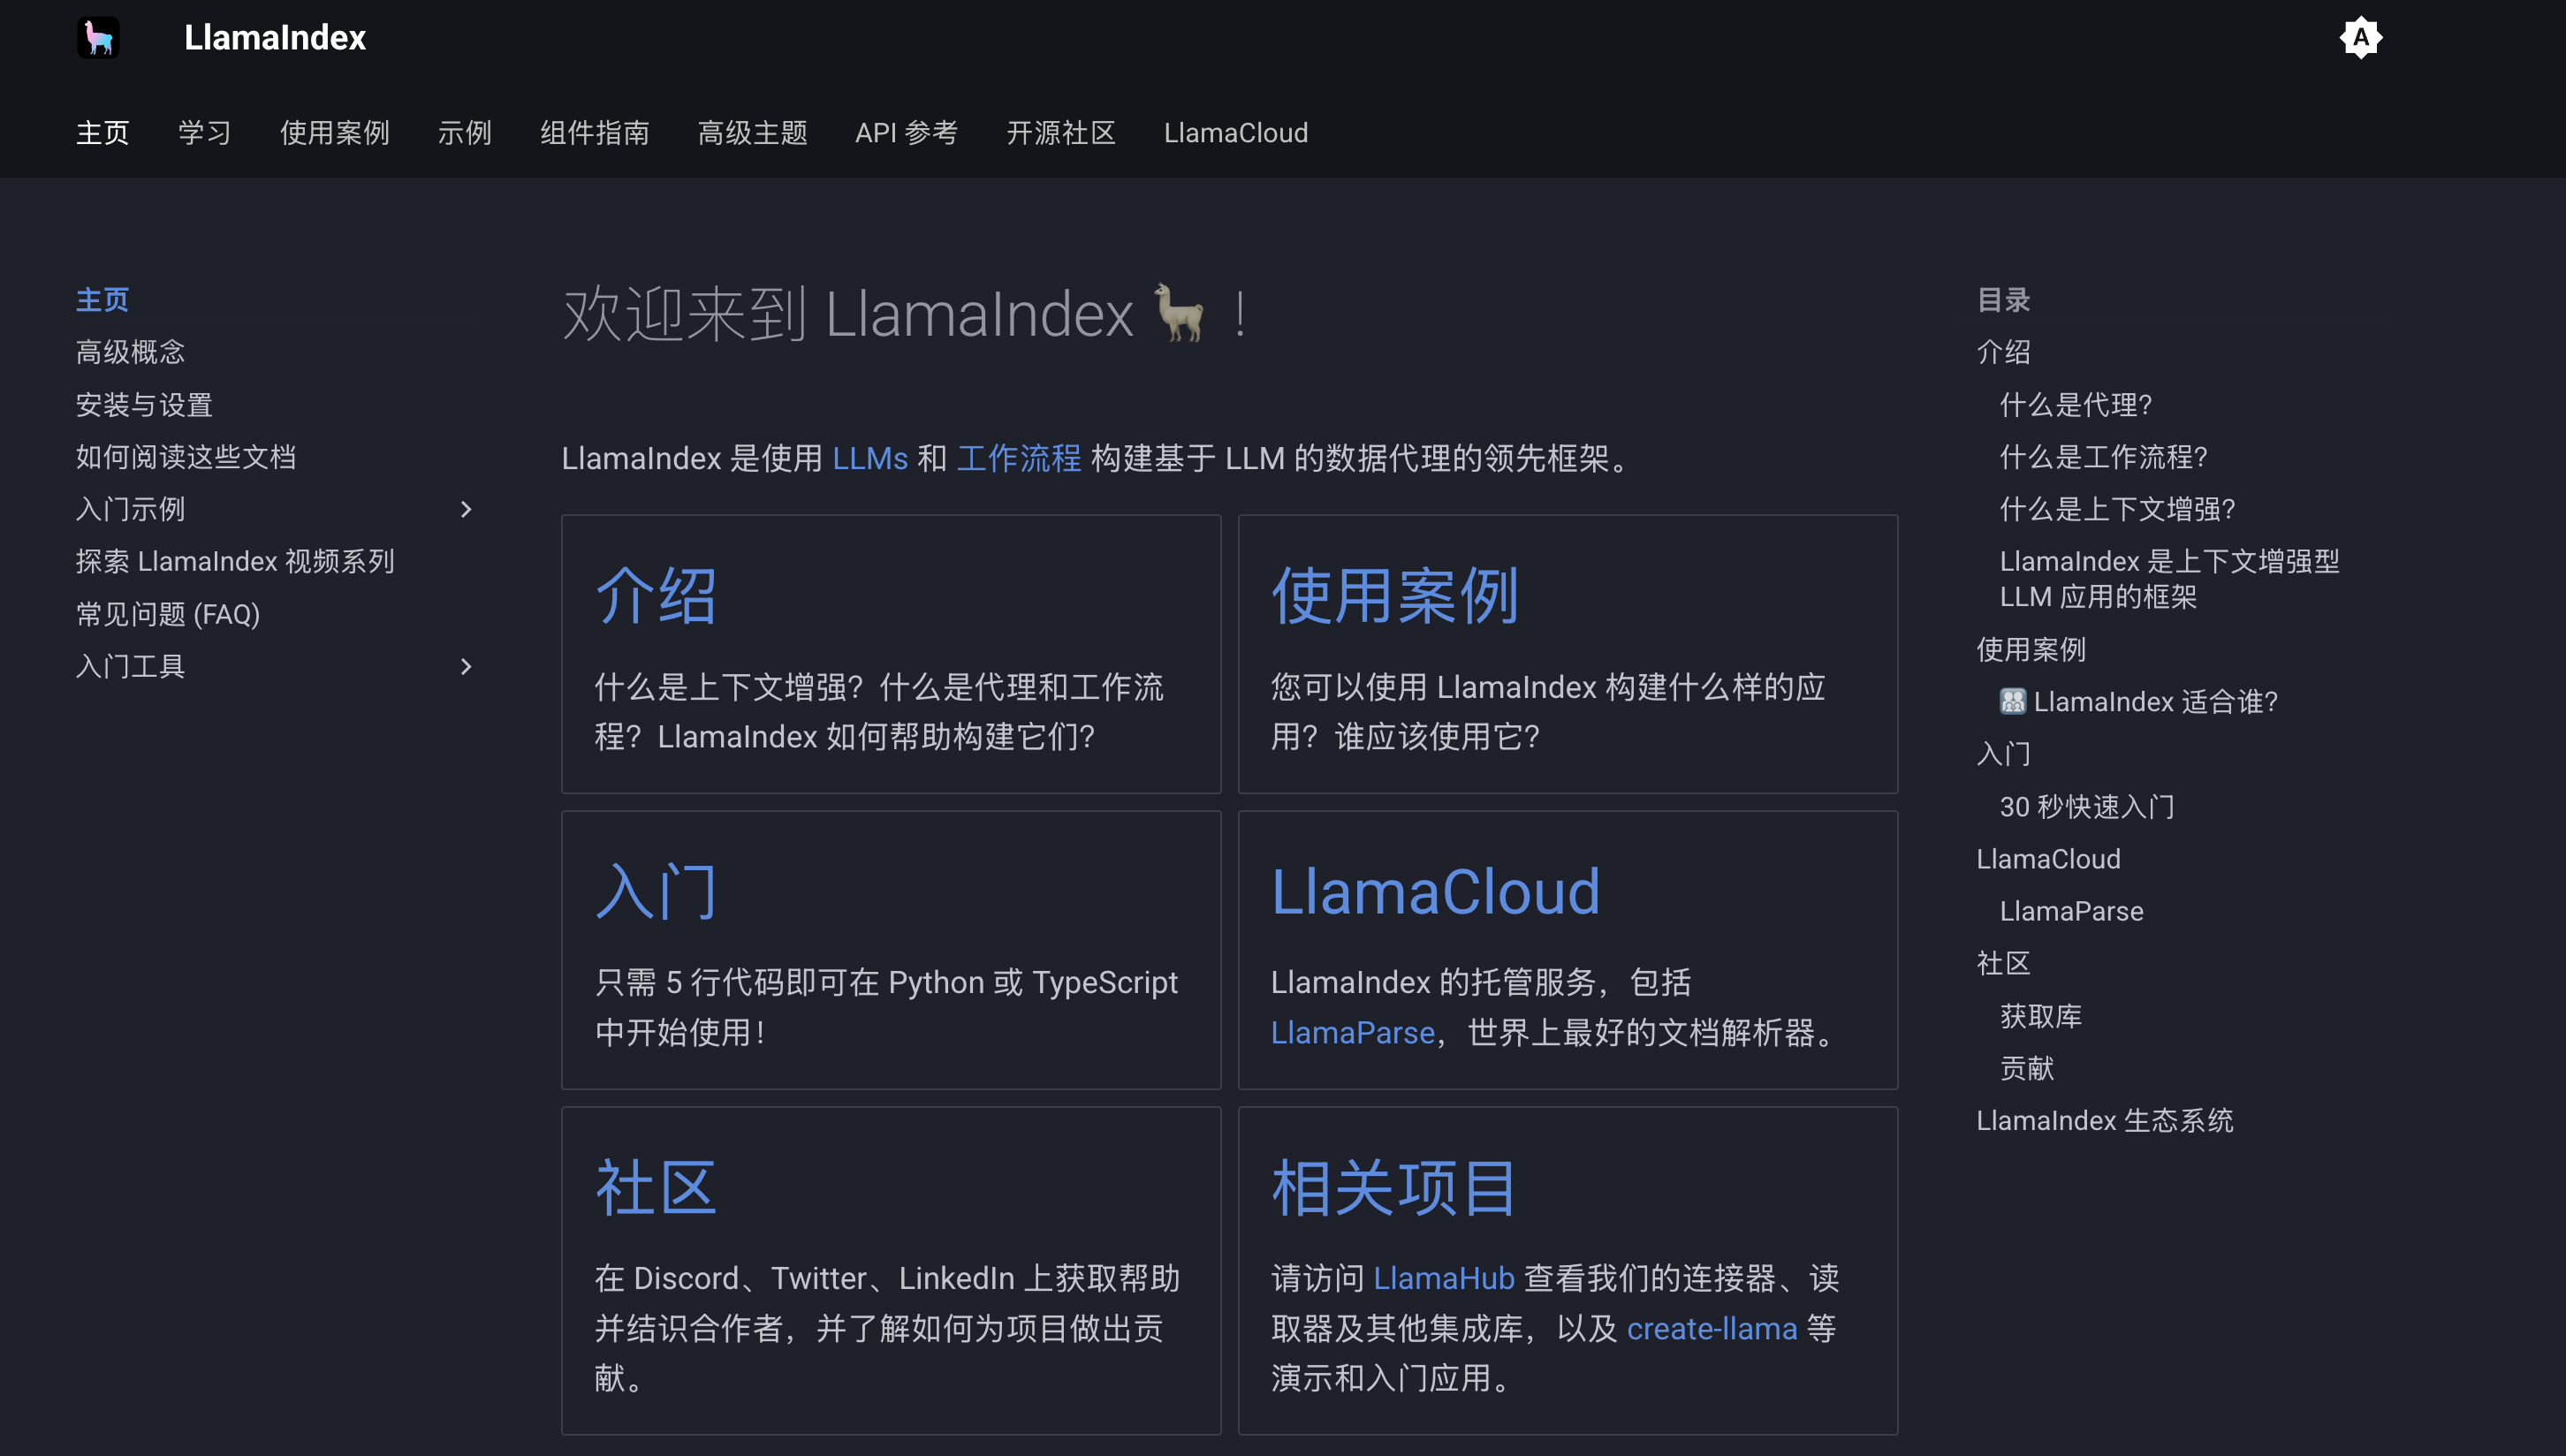 LlamaIndex
主页 学习 使用案例 示例 组件指南 高级主题 API 参考 开源社区 LlamaCloud
主页
高级概念
安装与设置
如何阅读这些文档
入门示例
探索 LlamaIndex 视频系列
常见问题 (FAQ)
入门工具
欢迎来到 LlamaIndex 🦙！
LlamaIndex 是使用 LLMs 和 工作流程 构建基于 LLM 的数据代理的领先框架。
介绍
什么是上下文增强？什么是代理和工作流
程？LlamaIndex 如何帮助构建它们？
使用案例
您可以使用 LlamaIndex 构建什么样的应
用？谁应该使用它？
入门
只需 5 行代码即可在 Python 或 TypeScript
中开始使用！
LlamaCloud
LlamaIndex 的托管服务，包括
LlamaParse，世界上最好的文档解析器。
社区
在 Discord、Twitter、LinkedIn 上获取帮助
并结识合作者，并了解如何为项目做出贡
献。
相关项目
请访问 LlamaHub 查看我们的连接器、读
取器及其他集成库，以及 create-llama 等
演示和入门应用。
目录
介绍
什么是代理？
什么是工作流程？
什么是上下文增强？
LlamaIndex 是上下文增强型
LLM 应用的框架
使用案例
👨‍👩‍👧‍👦 LlamaIndex 适合谁？
入门
30 秒快速入门
LlamaCloud
LlamaParse
社区
获取库
贡献
LlamaIndex 生态系统
A